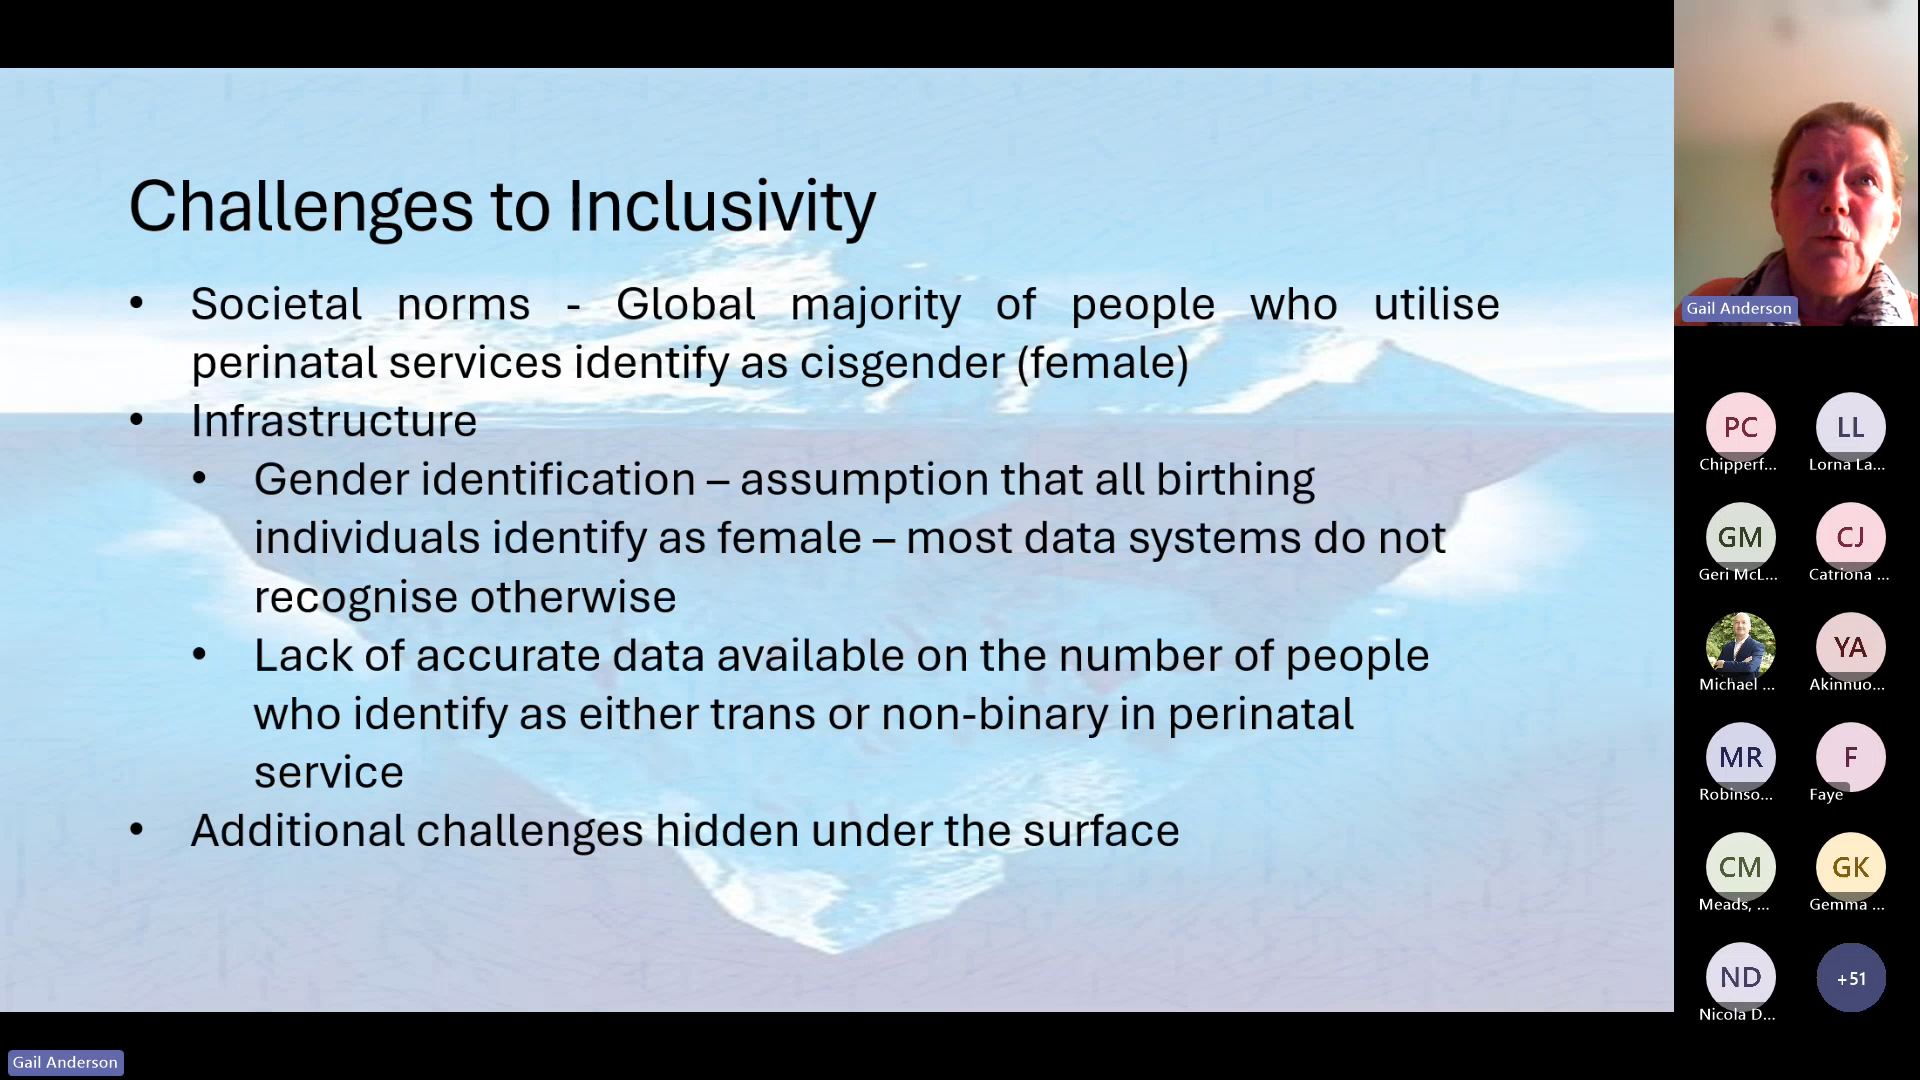 Challenges to Inclusivity
• Societal norms - Global majority of people who utilise
perinatal services identify as cisgender (female)
• Infrastructure
• Gender identification – assumption that all birthing
individuals identify as female – most data systems do not
recognise otherwise
• Lack of accurate data available on the number of people
who identify as either trans or non-binary in perinatal
service
• Additional challenges hidden under the surface
Gail Anderson
Gail Anderson
PC
LL
Chipperf...
Lorna La...
GM
CJ
Geri McL...
Catriona ...
YA
Michael ...
Akinnuo...
MR
F
Robinso...
Faye
CM
GK
Meads, ...
Gemma ...
ND
+51
Nicola D...